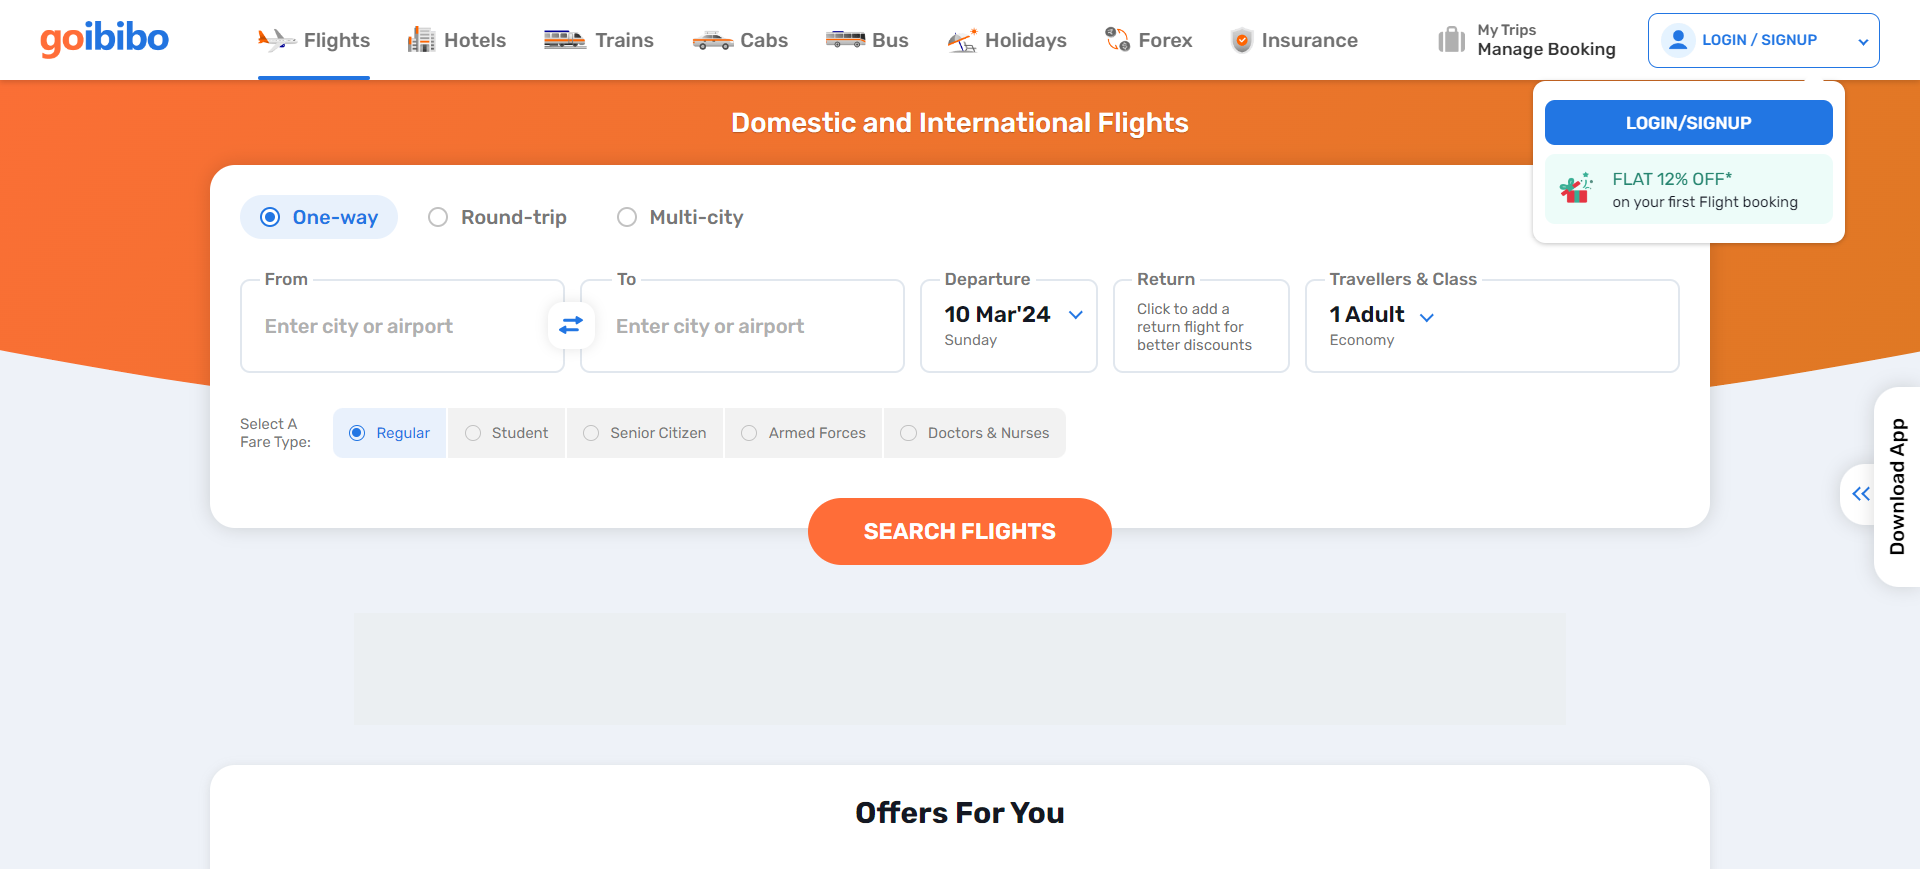 goibibo
Flights
Hotels
Trains
Cabs
Bus
Holidays
Forex
Insurance
My Trips
Manage Booking
LOGIN / SIGNUP
LOGIN/SIGNUP
FLAT 12% OFF*
on your first Flight booking
Domestic and International Flights
One-way
Round-trip
Multi-city
From
Enter city or airport
To
Enter city or airport
Departure
10 Mar'24
Sunday
Return
Click to add a
return flight for
better discounts
Travellers & Class
1 Adult
Economy
Select A
Fare Type:
Regular
Student
Senior Citizen
Armed Forces
Doctors & Nurses
SEARCH FLIGHTS
Download App
Offers For You